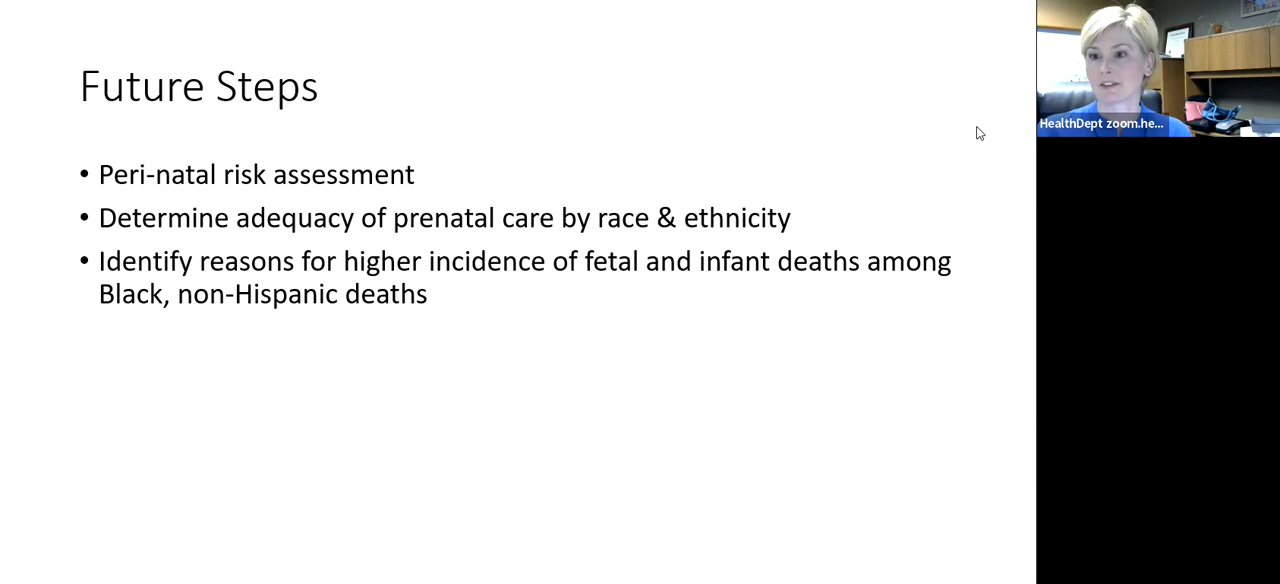 Future Steps
• Peri-natal risk assessment
• Determine adequacy of prenatal care by race & ethnicity
• Identify reasons for higher incidence of fetal and infant deaths among
Black, non-Hispanic deaths
HealthDept zoom.he...